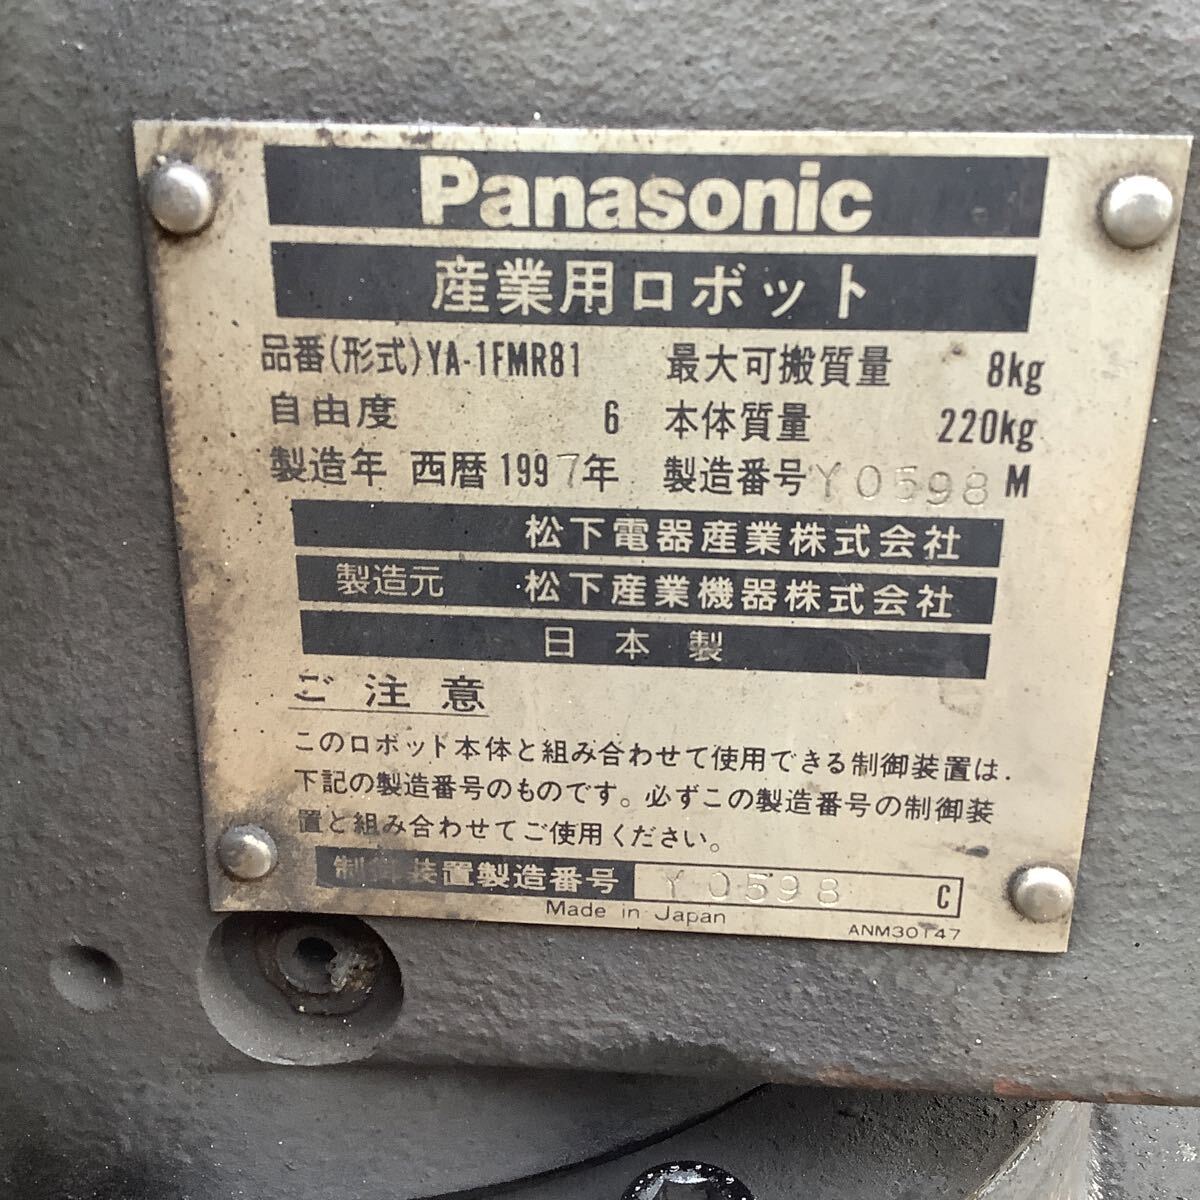 Panasonic
産業用ロボット
品番(形式)YA-1FMR81 最大可搬質量 8kg
自由度 6 本体質量 220kg
製造年 西暦1997年 製造番号Y0598M
松下電器産業株式会社
製造元 松下産業機器株式会社
日本製
ご注意
このロボット本体と組み合わせて使用できる制御装置は.
下記の製造番号のものです。必ずこの製造番号の制御装
置と組み合わせてご使用ください。
制御装置製造番号 Y0598 C
Made in Japan
ANM30147